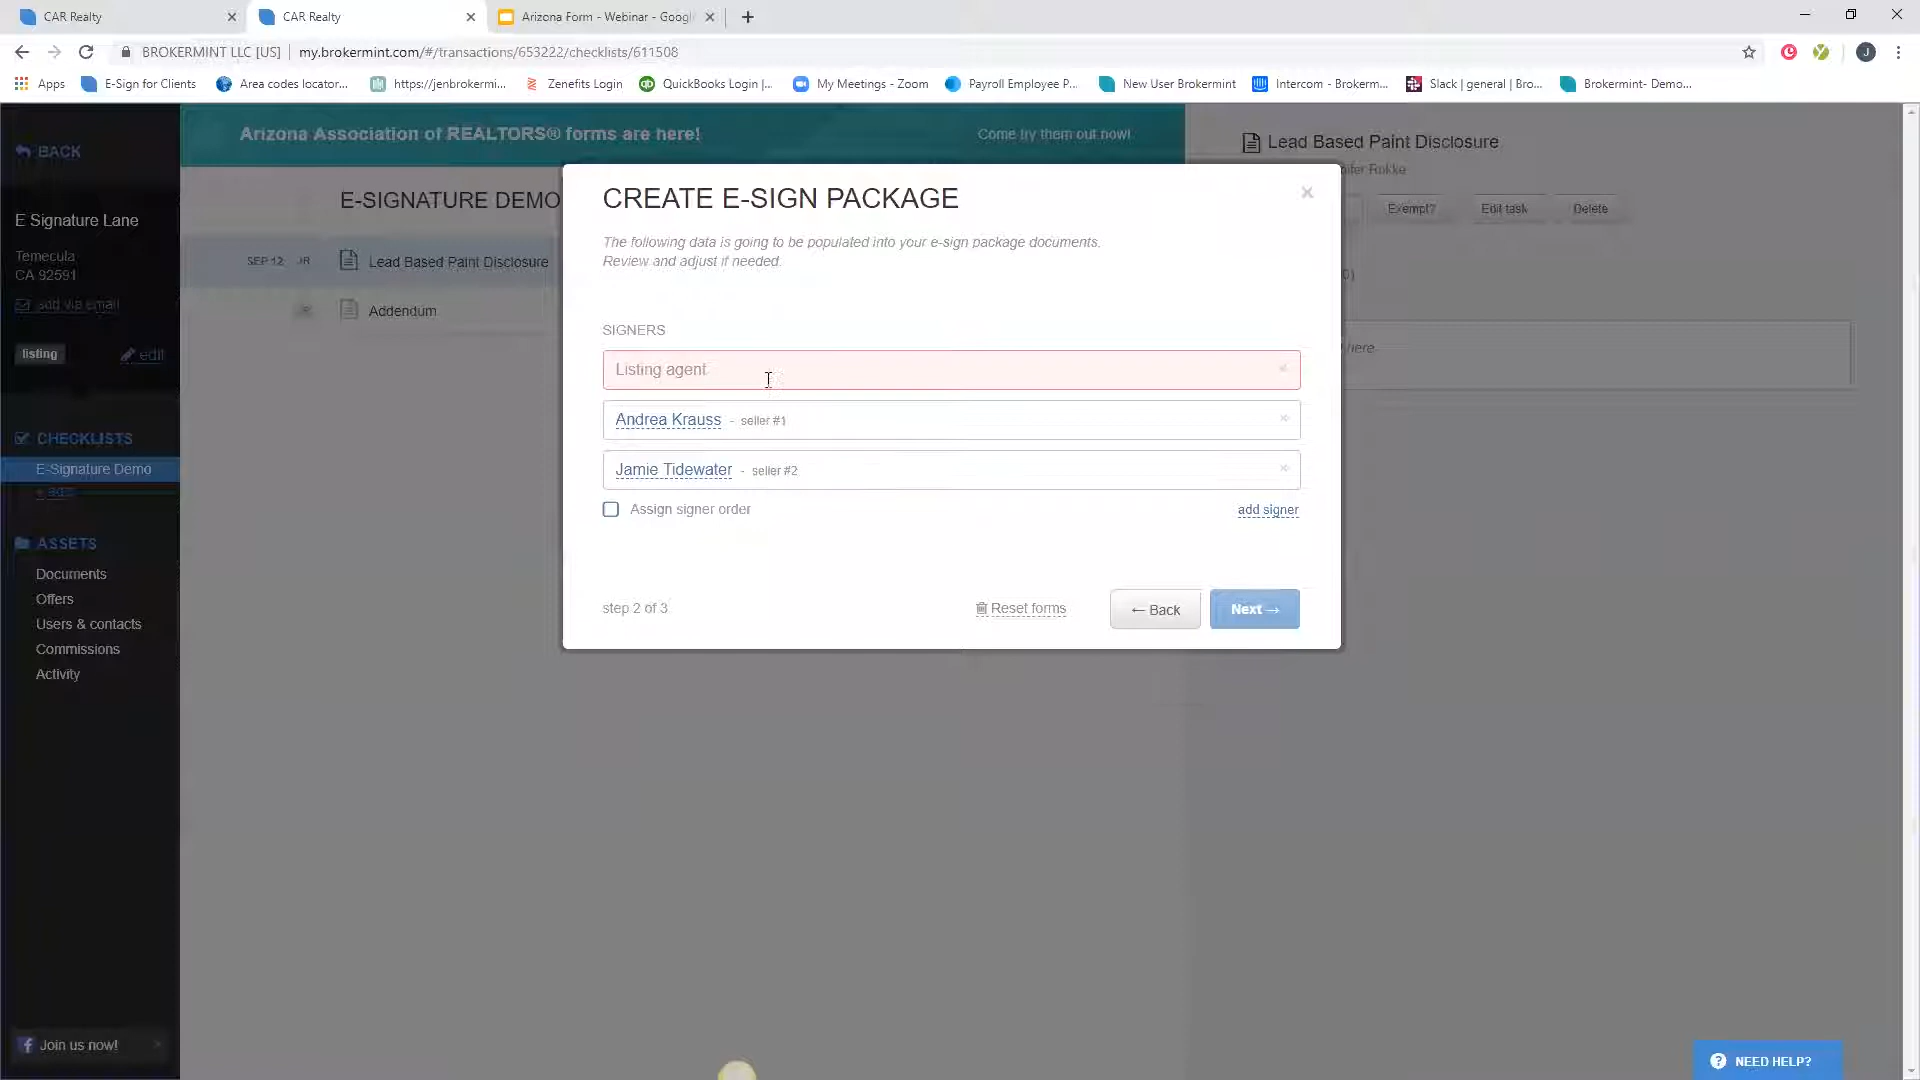 CAR Realty
CAR Realty
Arizona Form - Webinar - Googl
BROKERMINT LLC [US] | my.brokermint.com/#/transactions/653222/checklists/611508
J
Apps
E-Sign for Clients
Area codes locator...
https://jenbrokermi...
Zenefits Login
QuickBooks Login |...
My Meetings - Zoom
Payroll Employee P...
New User Brokermint
Intercom - Brokerm...
Slack | general | Bro...
Brokermint- Demo...
BACK
E Signature Lane
Temecula
CA 92591
add via email
listing
edit
CHECKLISTS
E-Signature Demo
+ add
ASSETS
Documents
Offers
Users & contacts
Commissions
Activity
Join us now!
Arizona Association of REALTORS® forms are here!
Come try them out now!
E-SIGNATURE DEMO
SEP 12 JR Lead Based Paint Disclosure
Addendum
CREATE E-SIGN PACKAGE
The following data is going to be populated into your e-sign package documents.
Review and adjust if needed.
SIGNERS
Listing agent
Andrea Krauss - seller #1
Jamie Tidewater - seller #2
Assign signer order
add signer
step 2 of 3
Reset forms
← Back
Next →
Lead Based Paint Disclosure
Exempt?
Edit task
Delete
here
NEED HELP?